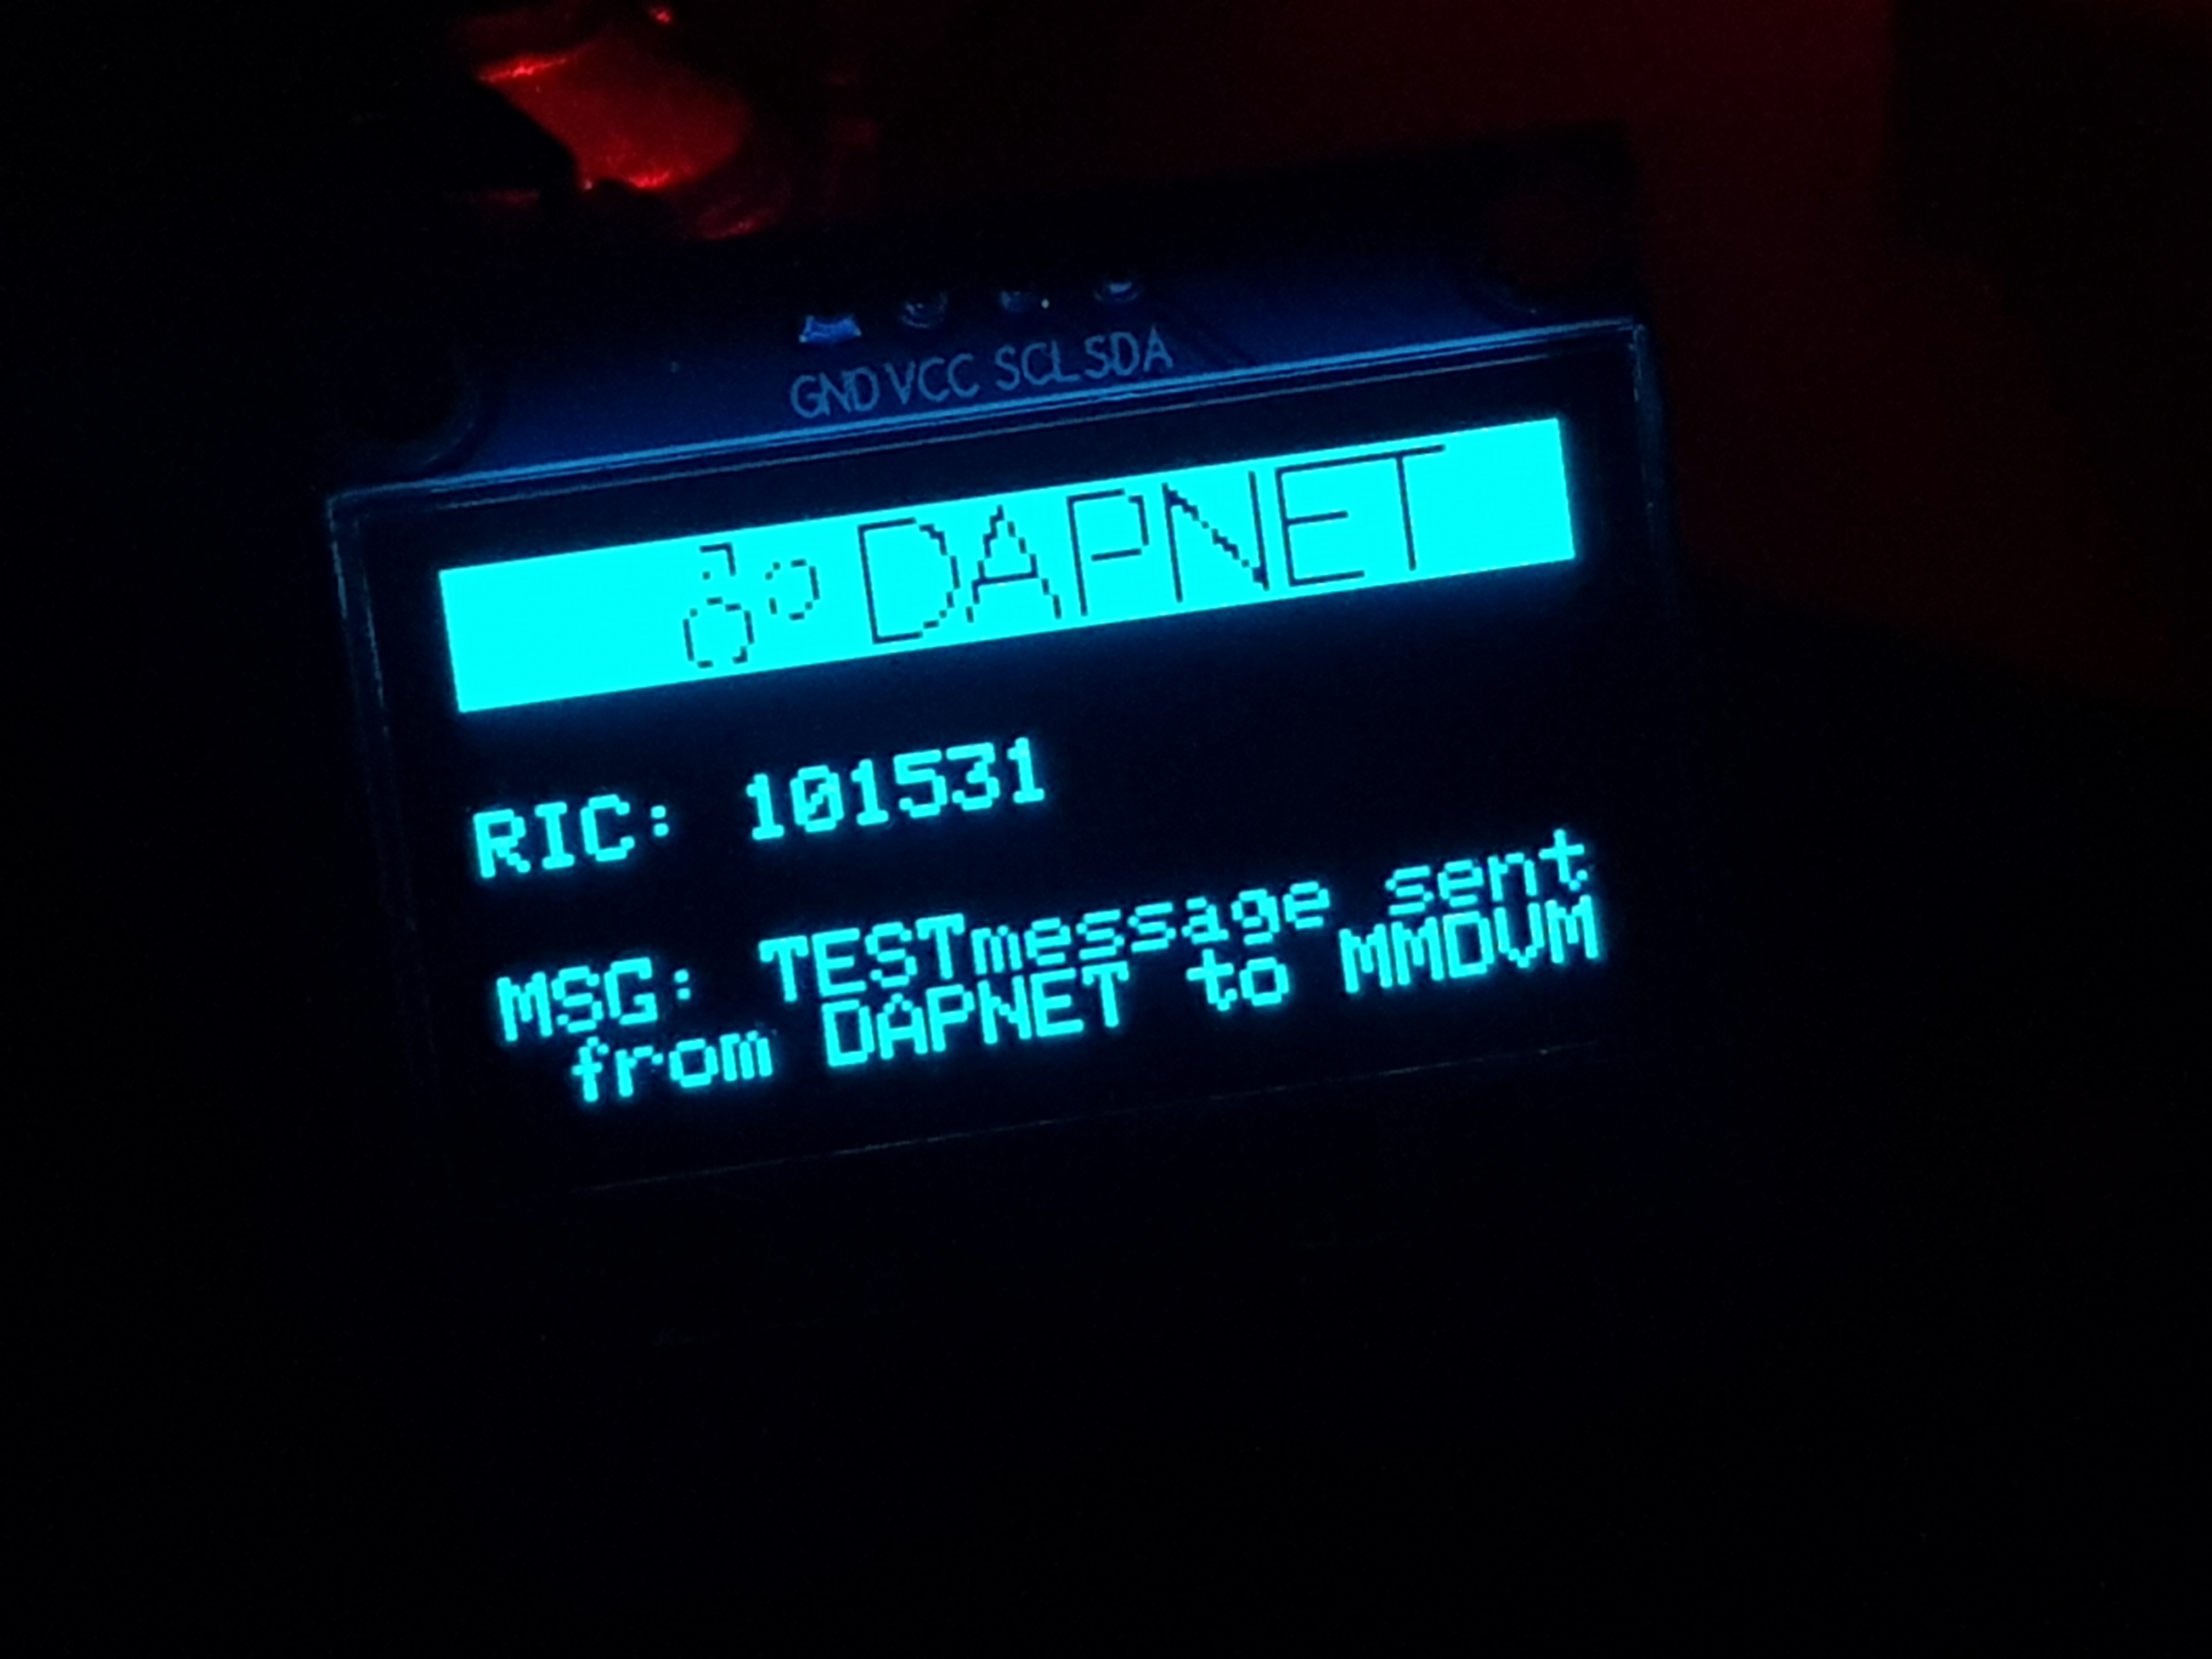 GND VCC SCL SDA
DAPNET
RIC: 101531
MSG: TESTmessage sent
from DAPNET to MMDVM